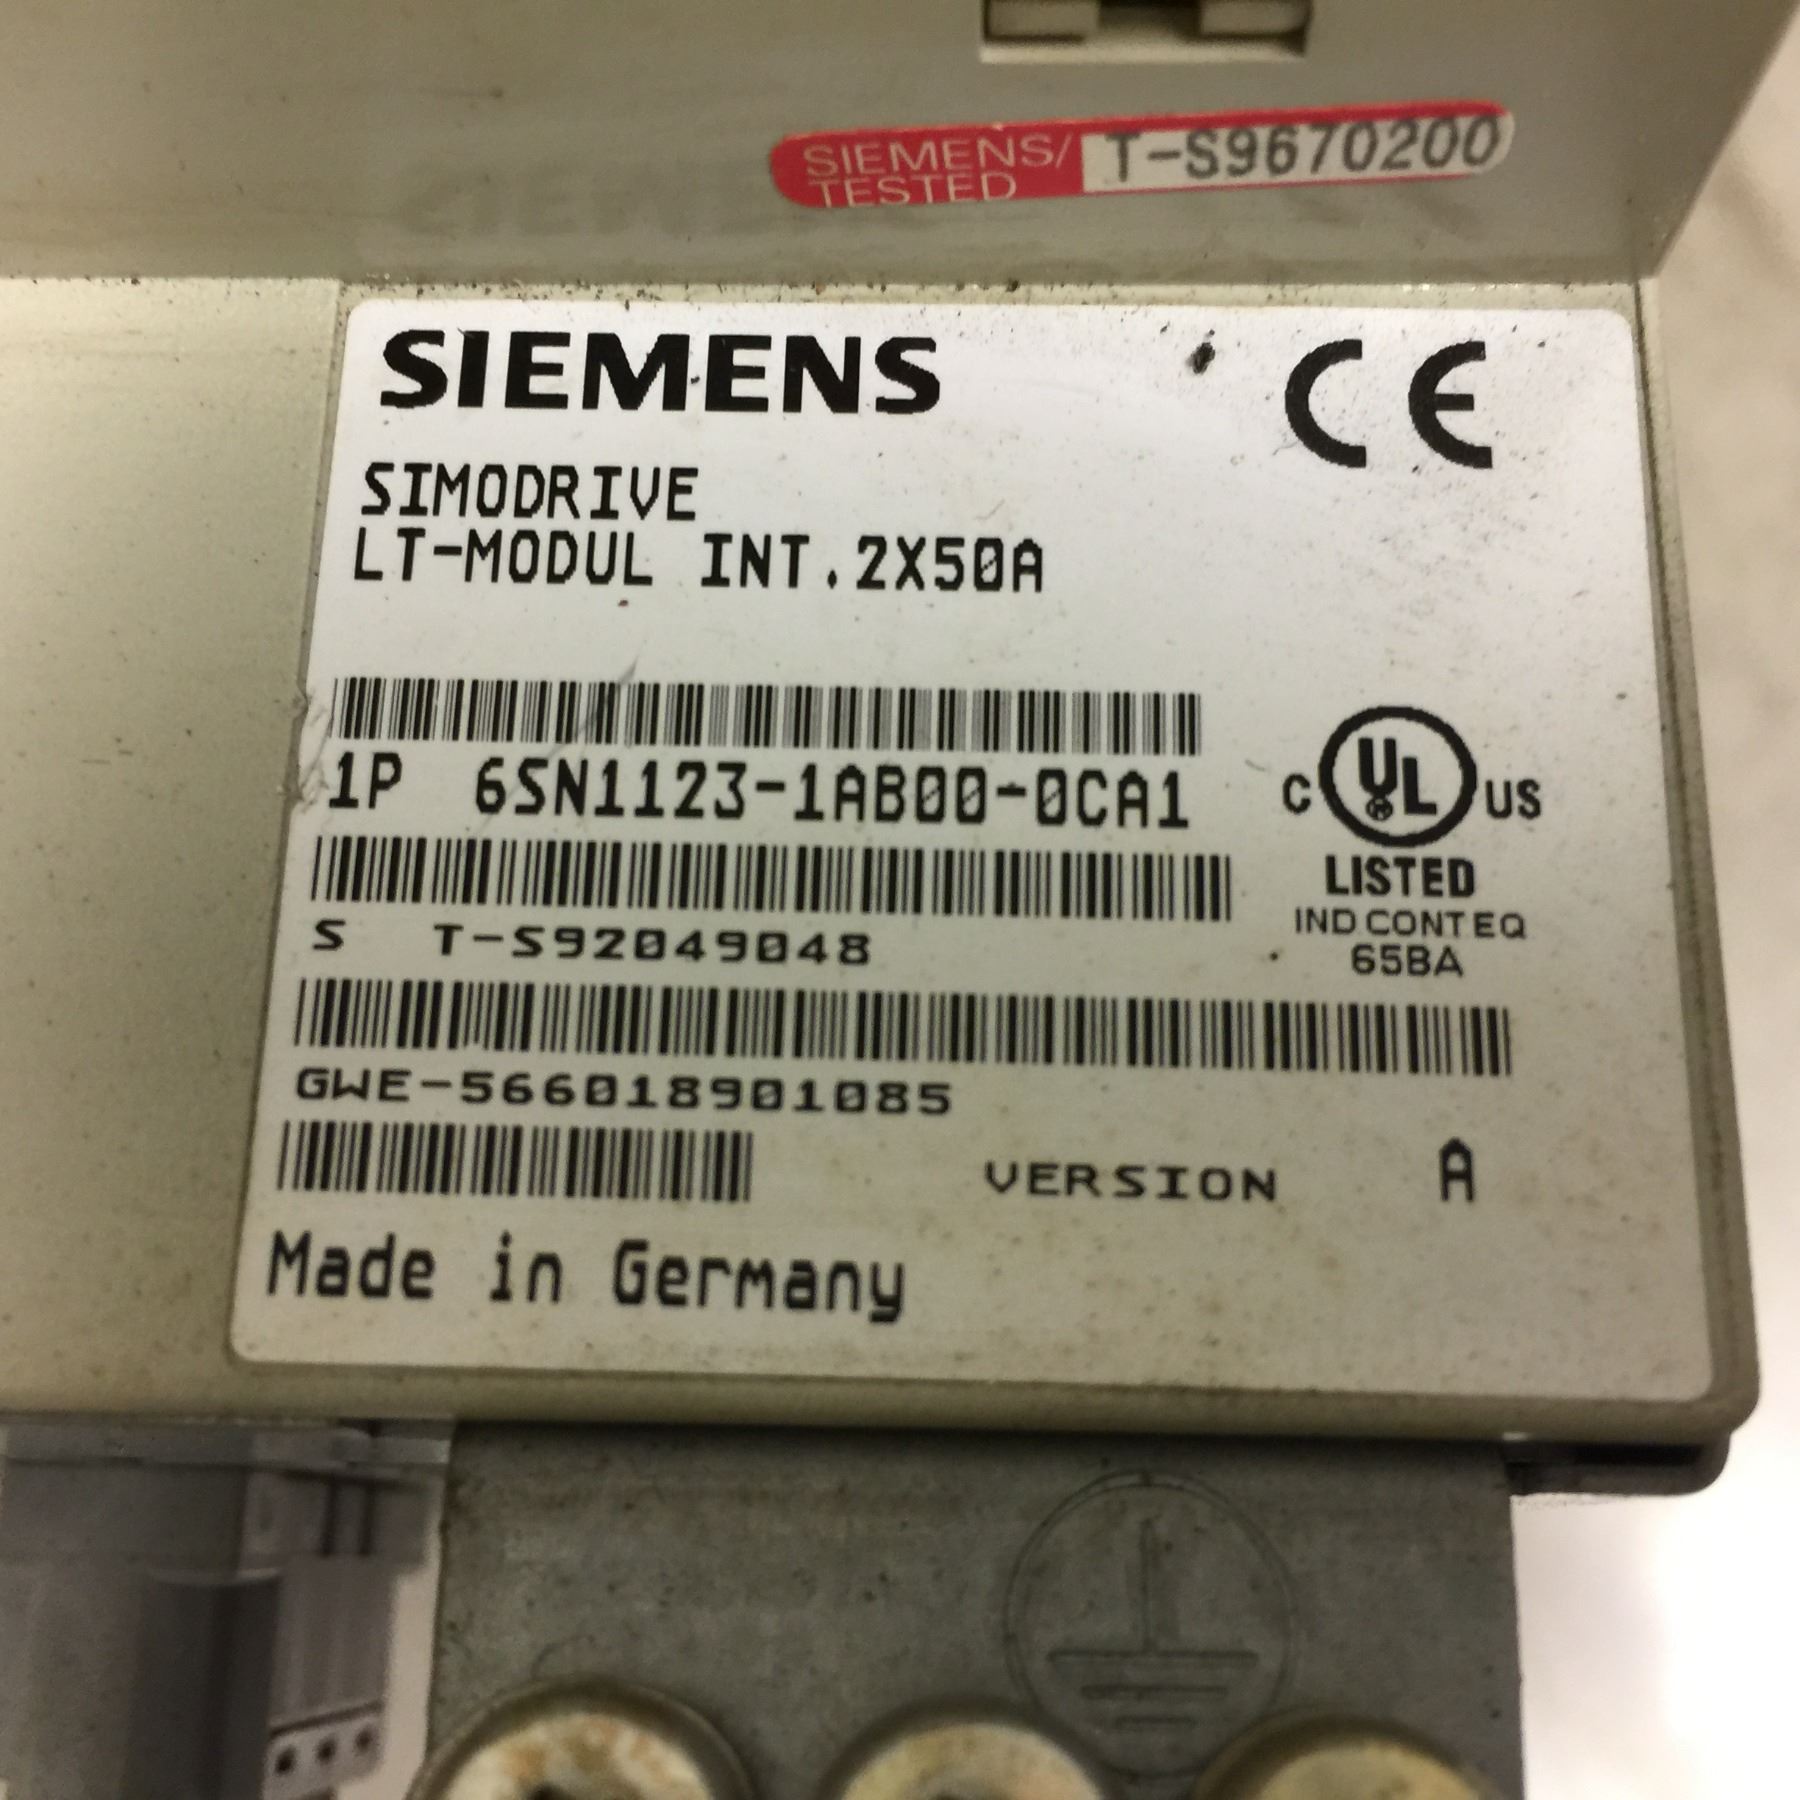 SIEMENS/ T-S9670200
TESTED
SIEMENS CE
SIMODRIVE
LT-MODUL INT.2X50A
1P 6SN1123-1AB00-0CA1
C UL US
LISTED
IND CONT EQ
65BA
S T-S92049048
GWE-566018901085
VERSION A
Made in Germany